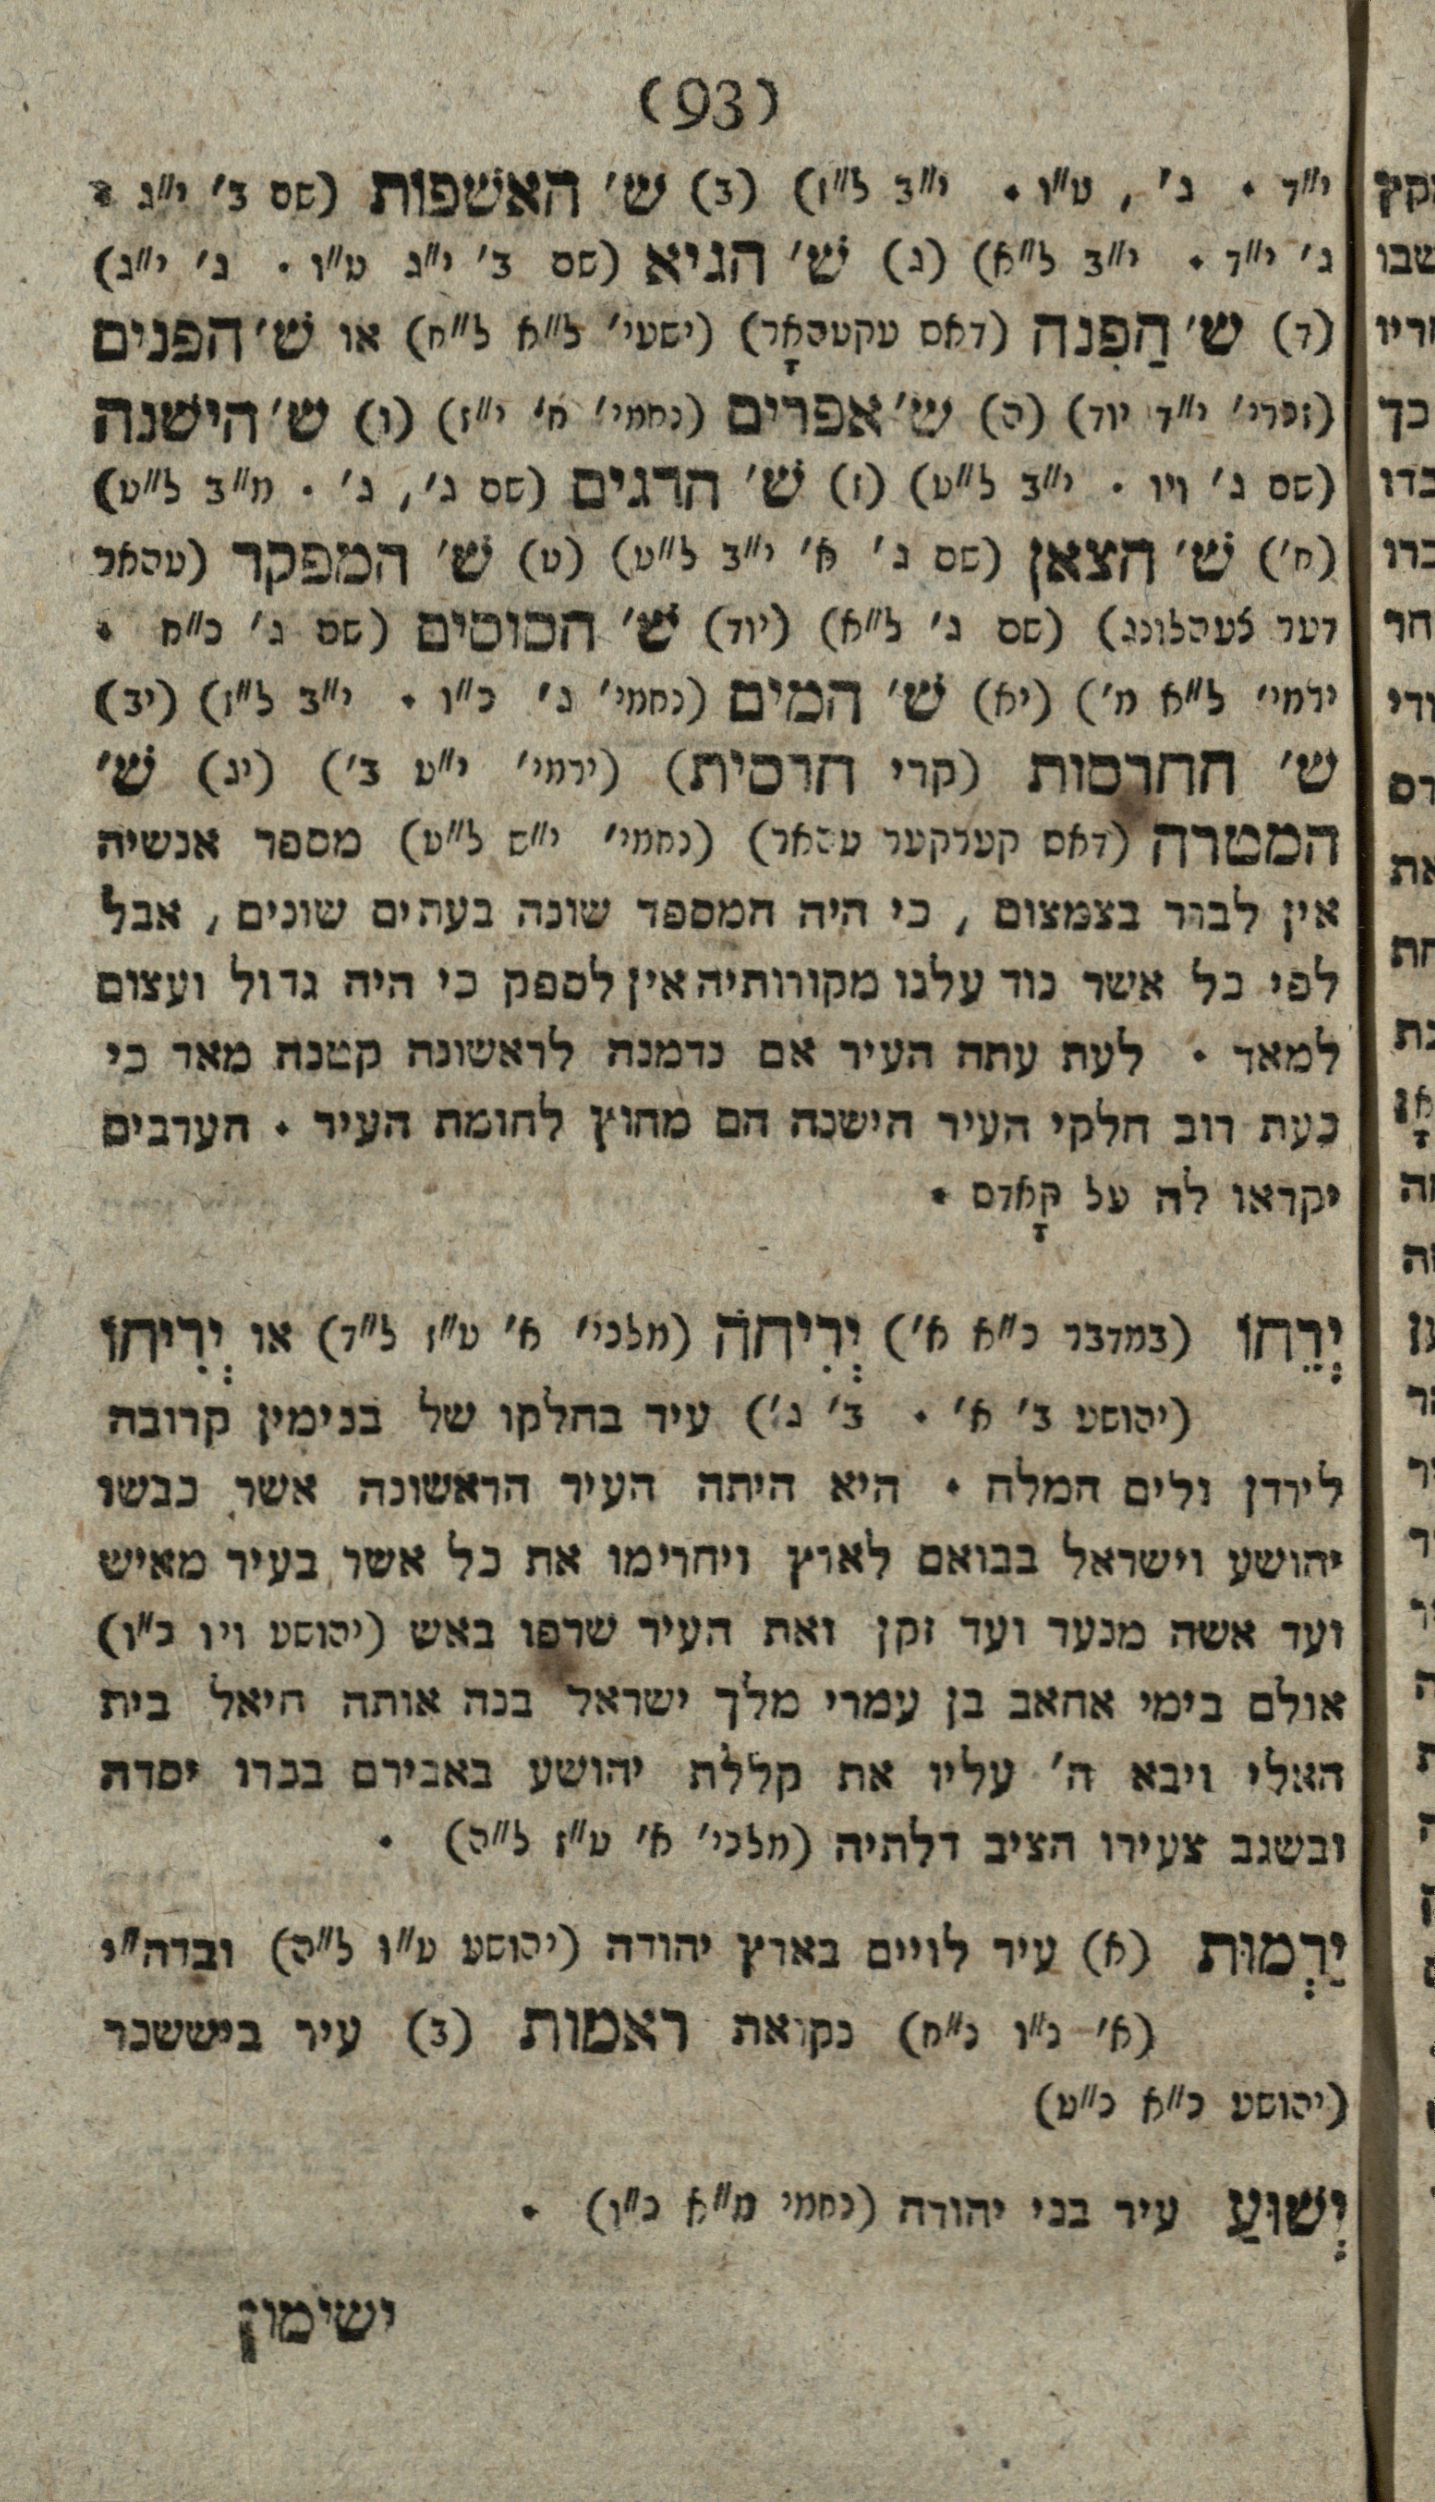 (93)
י״ד • ג׳, ט״ו • י״ב ל״ז) (ב) ש׳ האשפות (שם ב׳ י״ג •
ג׳ י״ד • י״ב ל״א) (ג) ש׳ הגיא (שם ב׳ י״ג ט״ו • ג׳ י״ג)
(ד) ש׳ הַפִנה (דאס עקטהאָר) (ישעי׳ ל״א ל״ח) או ש׳ הפנים
(זכרי׳ י״ד יוד) (ה) ש׳ אפרים (נחמי׳ ח׳ י״ז) (ו) ש׳ הישנה
(שם ג׳ ויו • י״ב ל״ט) (ז) ש׳ הדגים (שם ג׳, ג׳ • מ״ב ל״ט)
(ח׳) ש׳ הצאן (שם ג׳ א׳ י״ב ל״ט) (ט) ש׳ המפקד (טהאר
דער צעהלונג) (שם ג׳ ל״א) (יוד) ש׳ הסוסים (שם ג׳ כ״ח •
ירמי׳ ל״א מ׳) (יא) ש׳ המים (נחמי׳ ג׳ כ״ו • י״ב ל״ז) (יב)
ש׳ החרסות (קרי חרסית) (ירמי׳ י״ט ב׳) (יג) ש׳
המטרה (דאס קערקער טהאר) (נחמי׳ ל״ט) מספר אנשיה
אין לברר בצמצום, כי היה המספר שונה בעתים שונים, אבל
לפי כל אשר נוד עלנו מקורותיה אין לספק כי היה גדול ועצום
למאד • לעת עתה העיר אם נדמנה לראשונה קטנה מאד כי
כעת רוב חלקי העיר הישנה הם מחוץ לחומת העיר • הערבים
יקראו לה על קָאדס •
יְרֵחוֹ (במדבר כ״א א׳) יְרִיחֹה (מלכי׳ א׳ ט״ז ל״ד) או יְרִיחוֹ
(יהושע ב׳ א׳ • ב׳ ג׳) עיר בחלקו של בנימין קרובה
לירדן ולים המלח • היא היתה העיר הראשונה אשר כבשו
יהושע וישראל בבואם לארץ ויחרימו את כל אשר בעיר מאיש
ועד אשה מנער ועד זקן ואת העיר שרפו באש (יהושע ויו כ״ו)
אולם בימי אחאב בן עמרי מלך ישראל בנה אותה חיאל בית
האלי ויבא ה׳ עליו את קללת יהושע באבירם בכרו יסדה
ובשגב צעירו הציב דלתיה (מלכי׳ א׳ ט״ז ל״ה) •
יַרְמוּת (א) עיר לויים בארץ יהודה (יהושע ט״ו ל״ה) ובדה״י
(א׳ ו״ כ״ח) נקראת ראמות (ב) עיר ביששכר
(יהושע כ״א כ״ט)
יְשׁוּעַ עיר בני יהודה (נחמי מ״א כ״ו) •
ישימון